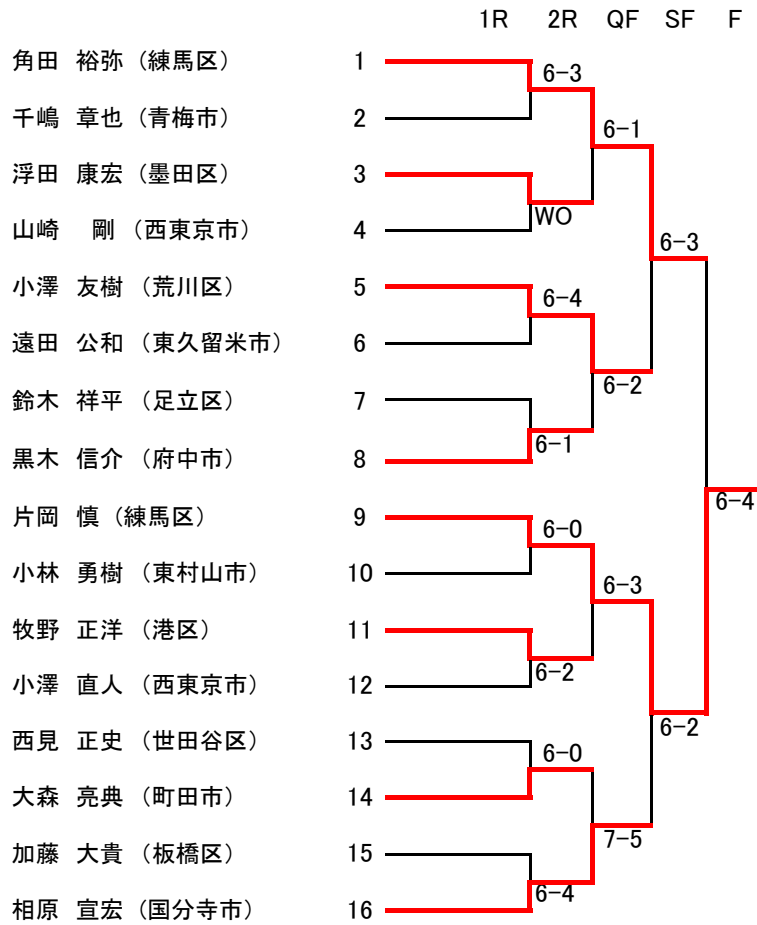 1R 2R QF SF F
角田 裕弥（練馬区） 1
6-3
千嶋 章也（青梅市） 2
6-1
浮田 康宏（墨田区） 3
WO
山崎 剛（西東京市） 4
6-3
小澤 友樹（荒川区） 5
6-4
遠田 公和（東久留米市） 6
6-2
鈴木 祥平（足立区） 7
6-1
黒木 信介（府中市） 8
6-4
片岡 慎（練馬区） 9
6-0
小林 勇樹（東村山市） 10
6-3
牧野 正洋（港区） 11
6-2
小澤 直人（西東京市） 12
6-2
西見 正史（世田谷区） 13
6-0
大森 亮典（町田市） 14
7-5
加藤 大貴（板橋区） 15
6-4
相原 宣宏（国分寺市） 16